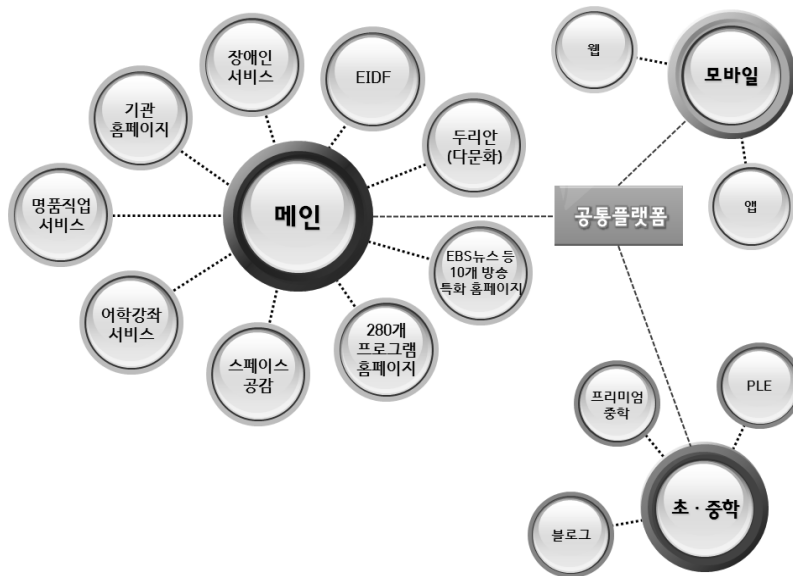 장애인
서비스
EIDF
기관
홈페이지
두리안
(다문화)
명품직업
서비스
메인
EBS뉴스 등
10개 방송
특화 홈페이지
어학강좌
서비스
스페이스
공감
280개
프로그램
홈페이지
공통플랫폼
웹
모바일
앱
프리미엄
중학
PLE
블로그
초 · 중학